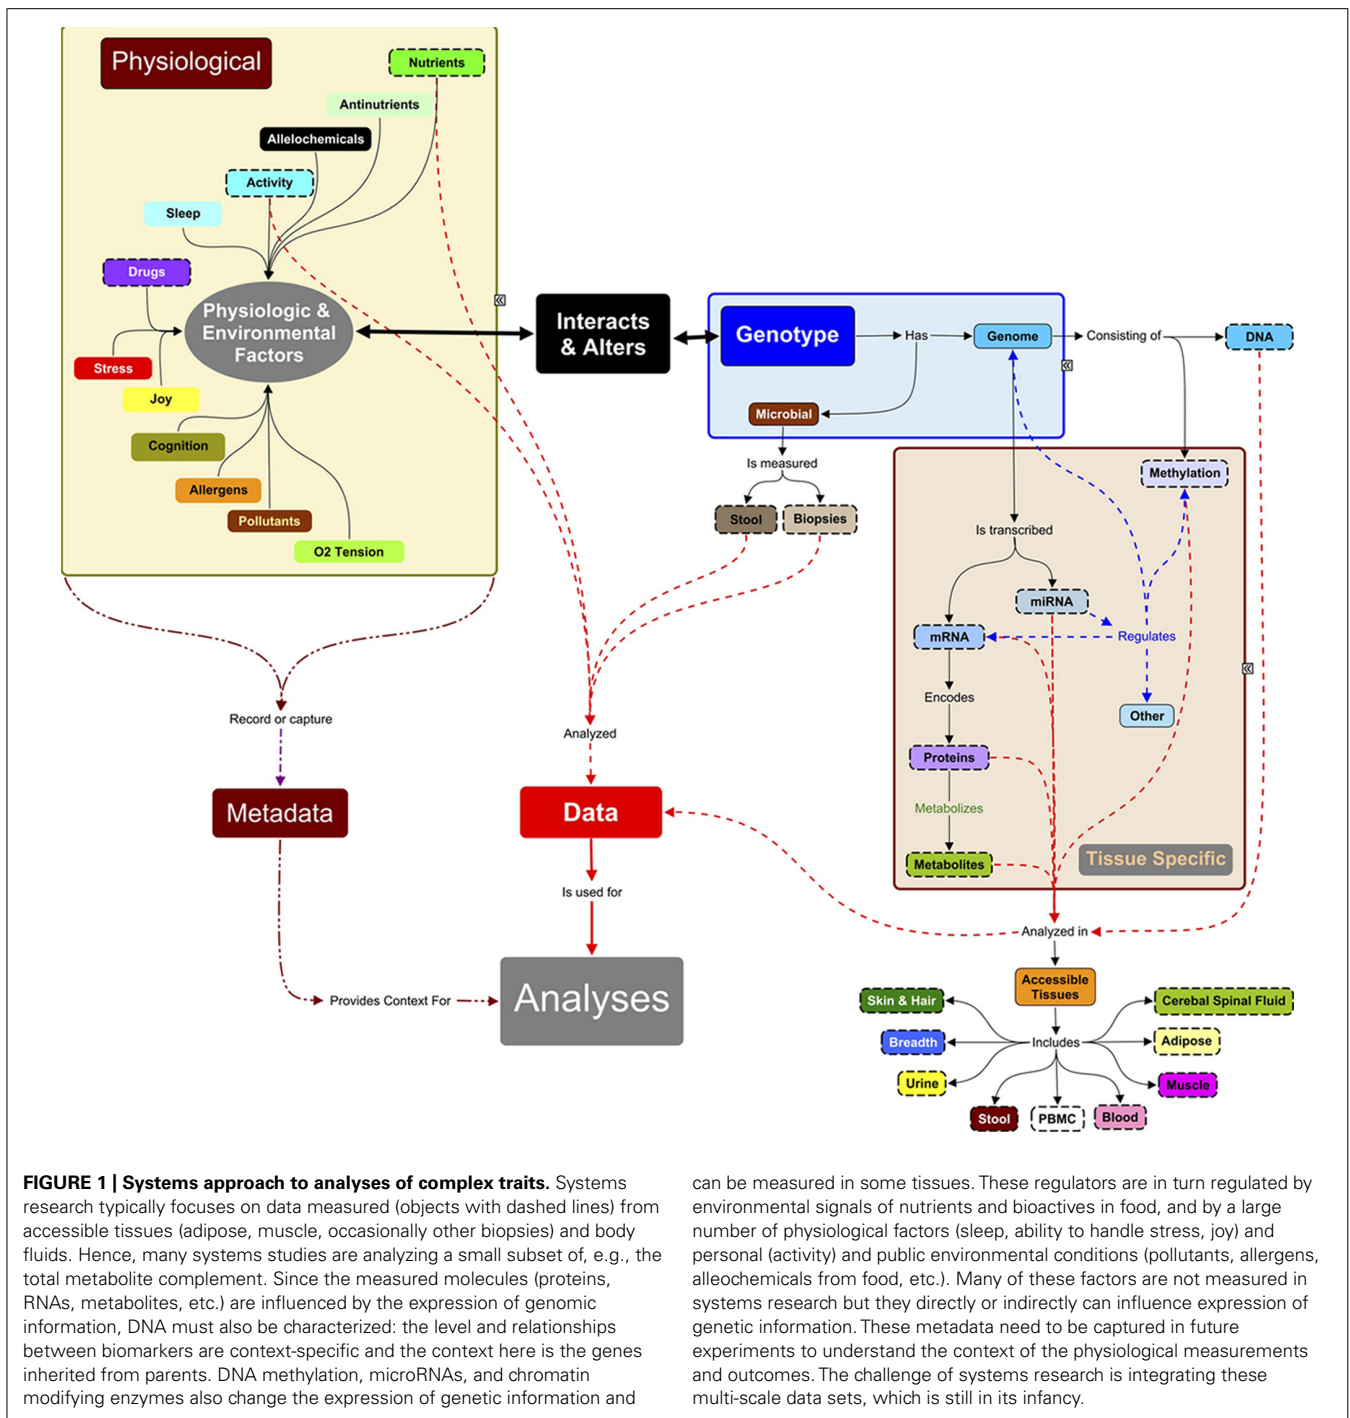 Physiological
Nutrients
Antinutrients
Allelochemicals
Activity
Sleep
Drugs
Physiologic &
Environmental
Factors
Stress
Joy
Cognition
Allergens
Pollutants
O2 Tension
Interacts
& Alters
Genotype
Has
Genome
Consisting of
DNA
Microbial
Is measured
Stool
Biopsies
Methylation
Is transcribed
miRNA
mRNA
Regulates
Encodes
Other
Proteins
Metabolizes
Metabolites
Tissue Specific
Record or capture
Analyzed
Metadata
Data
Is used for
Analyzed in
Provides Context For
Analyses
Accessible
Tissues
Skin & Hair
Cerebal Spinal Fluid
Breadth
Includes
Adipose
Urine
Muscle
Stool
PBMC
Blood
FIGURE 1 | Systems approach to analyses of complex traits. Systems
research typically focuses on data measured (objects with dashed lines) from
accessible tissues (adipose, muscle, occasionally other biopsies) and body
fluids. Hence, many systems studies are analyzing a small subset of, e.g., the
total metabolite complement. Since the measured molecules (proteins,
RNAs, metabolites, etc.) are influenced by the expression of genomic
information, DNA must also be characterized: the level and relationships
between biomarkers are context-specific and the context here is the genes
inherited from parents. DNA methylation, microRNAs, and chromatin
modifying enzymes also change the expression of genetic information and
can be measured in some tissues. These regulators are in turn regulated by
environmental signals of nutrients and bioactives in food, and by a large
number of physiological factors (sleep, ability to handle stress, joy) and
personal (activity) and public environmental conditions (pollutants, allergens,
alleochemicals from food, etc.). Many of these factors are not measured in
systems research but they directly or indirectly can influence expression of
genetic information. These metadata need to be captured in future
experiments to understand the context of the physiological measurements
and outcomes. The challenge of systems research is integrating these
multi-scale data sets, which is still in its infancy.